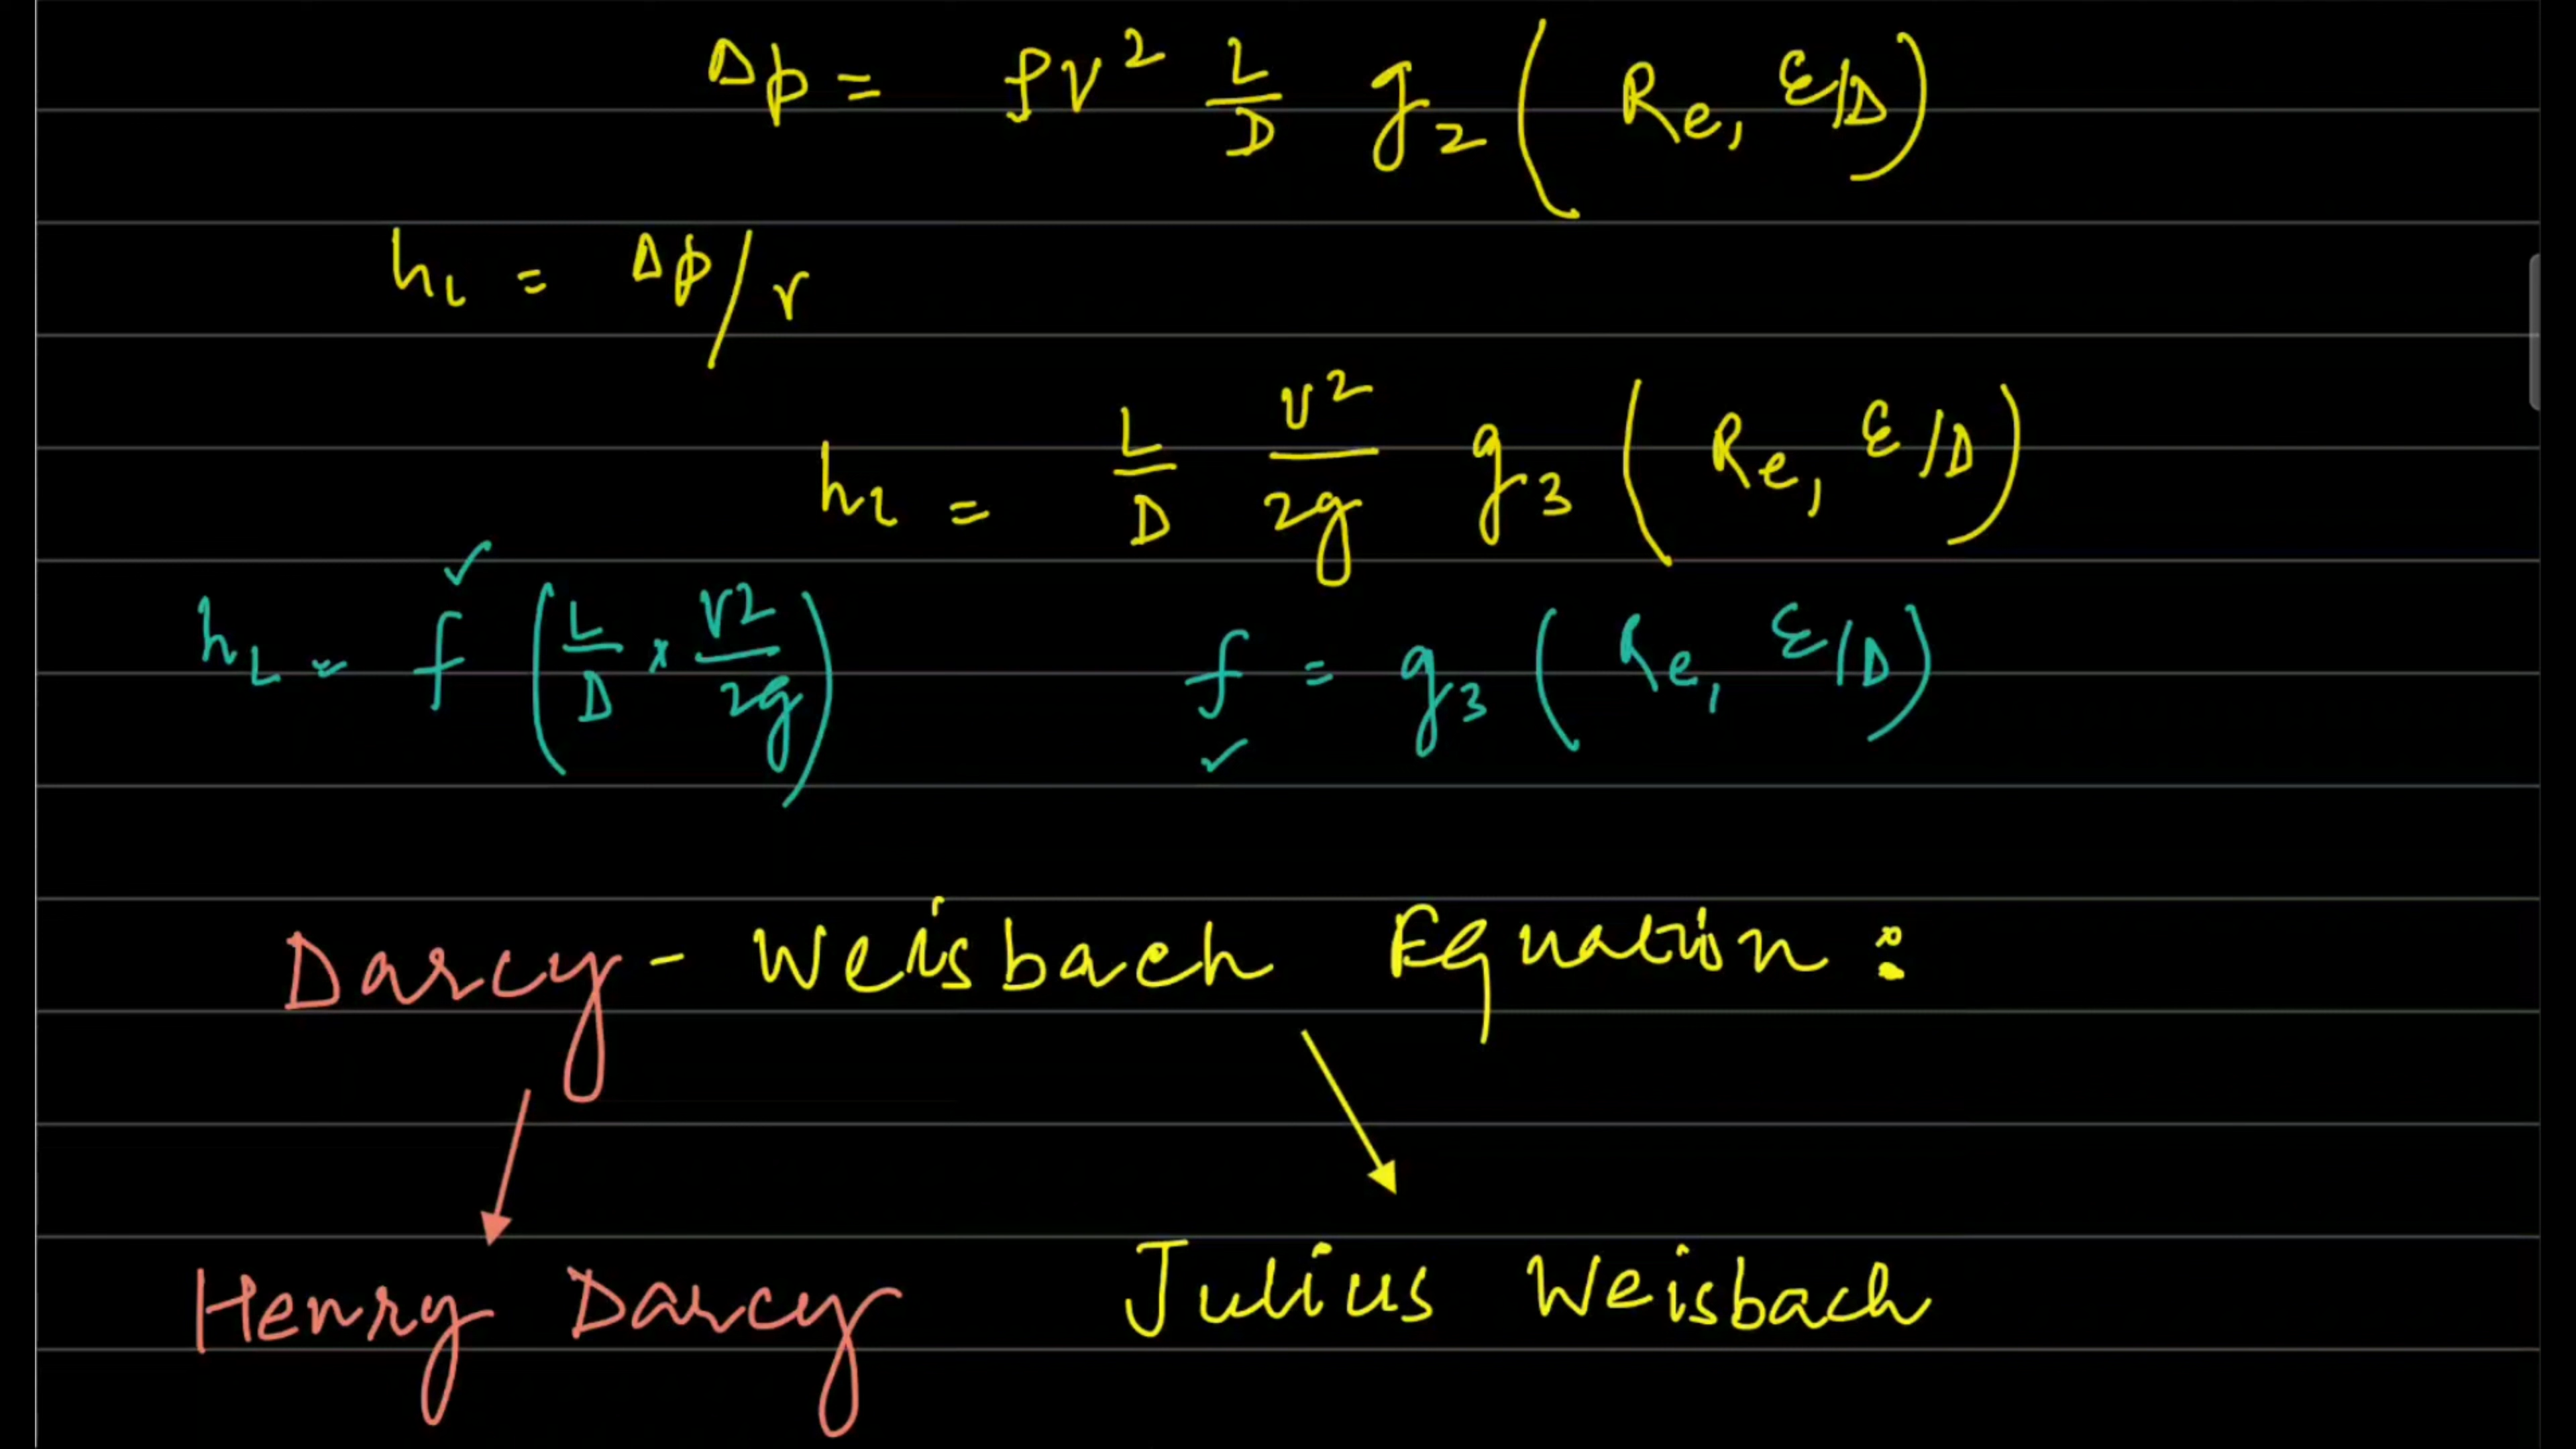 Δp = ρV² L/D g₂ (Re, ε/D)
h_L = Δp/r
h_L = L/D V²/2g g₃ (Re, ε/D)
h_L = f (L/D × V²/2g) f = g₃ (Re, ε/D)
Darcy - Weisbach Equation :
Henry Darcy Julius Weisbach